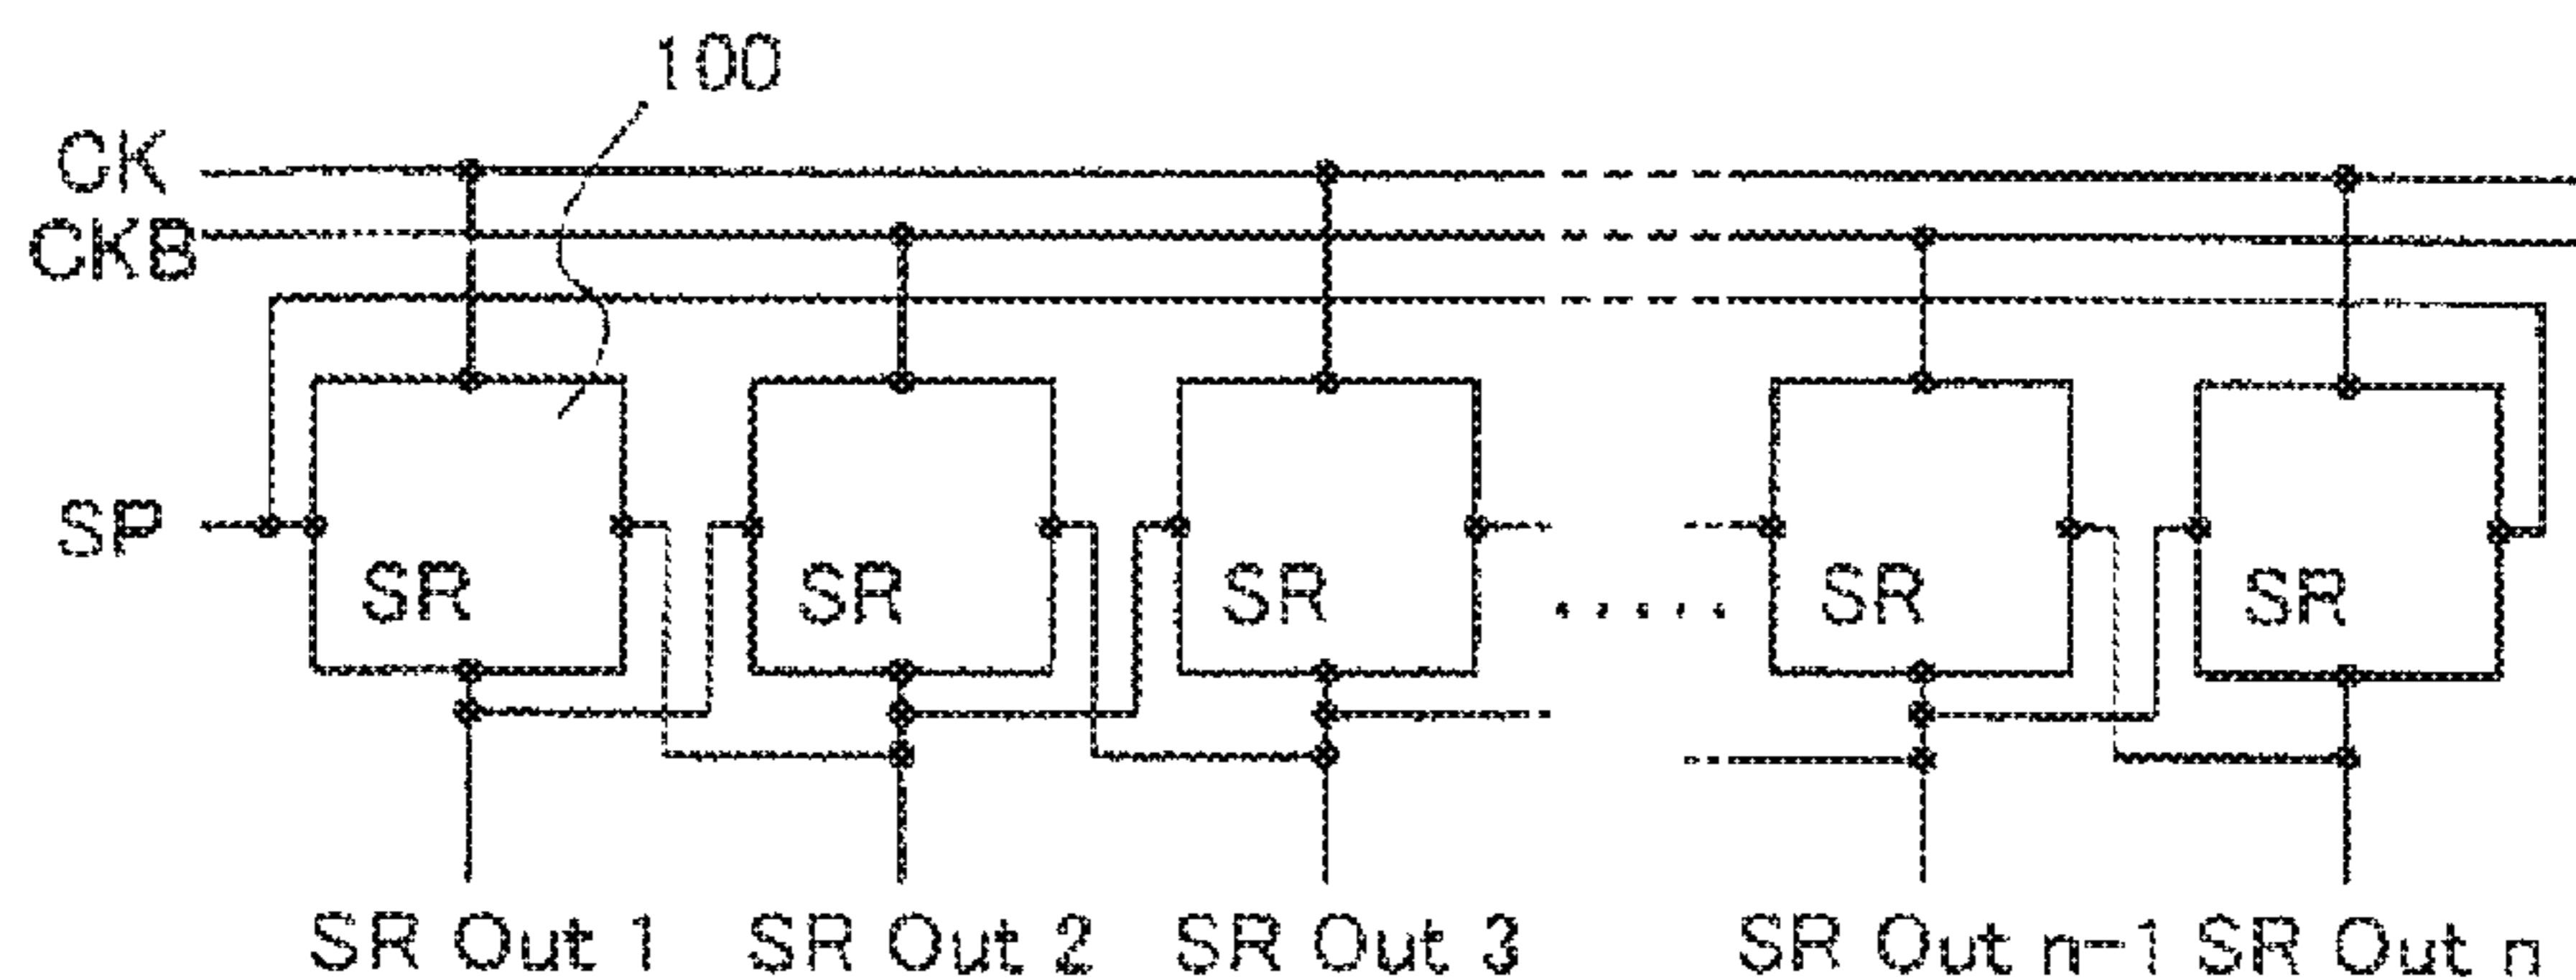 100
CK
CKB
SP
SR SR SR ..... SR SR
SR Out 1 SR Out 2 SR Out 3 SR Out n-1 SR Out n